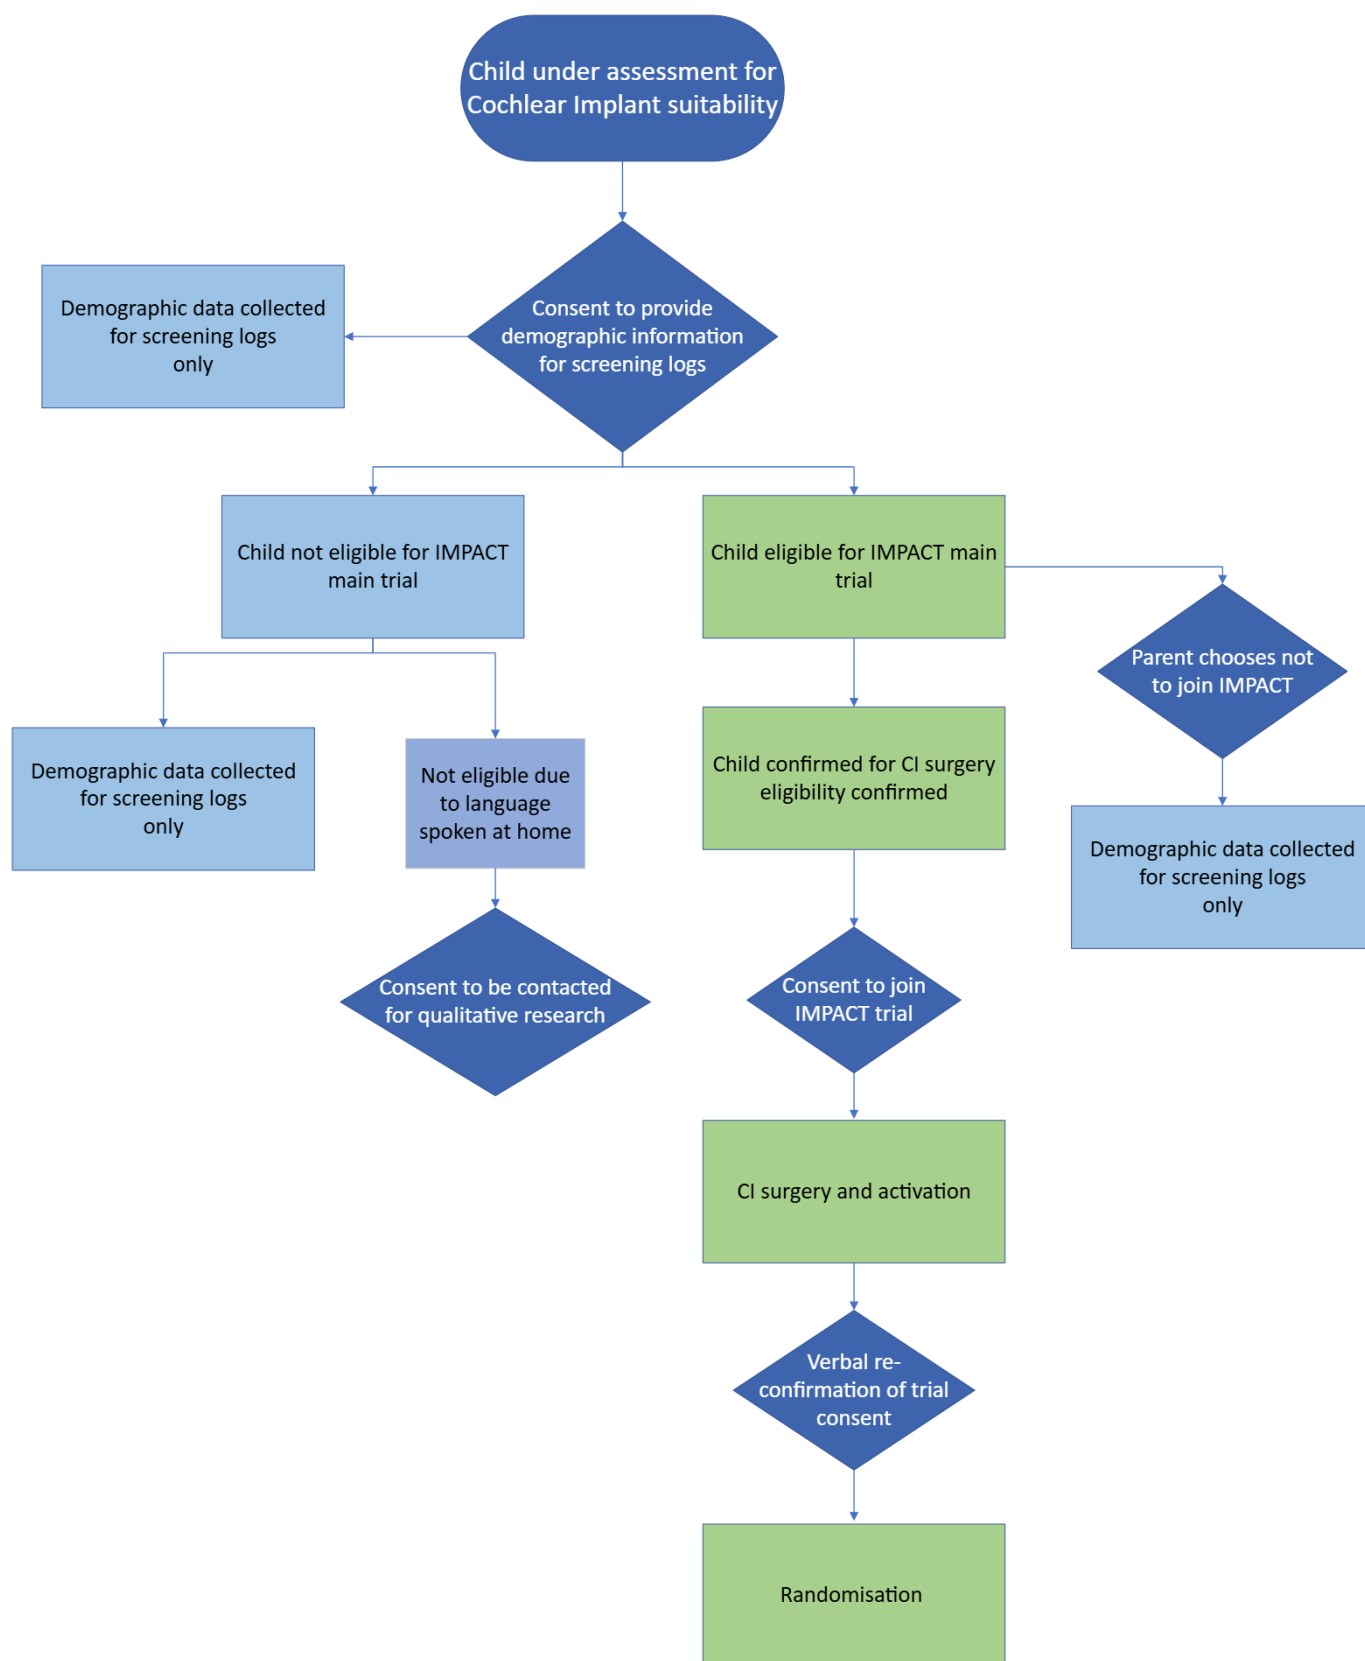 Child under assessment for
Cochlear Implant suitability
Demographic data collected
for screening logs
only
Consent to provide
demographic information
for screening logs
Child not eligible for IMPACT
main trial
Child eligible for IMPACT main
trial
Parent chooses not
to join IMPACT
Demographic data collected
for screening logs
only
Not eligible due
to language
spoken at home
Child confirmed for CI surgery
eligibility confirmed
Demographic data collected
for screening logs
only
Consent to be contacted
for qualitative research
Consent to join
IMPACT trial
CI surgery and activation
Verbal re-
confirmation of trial
consent
Randomisation